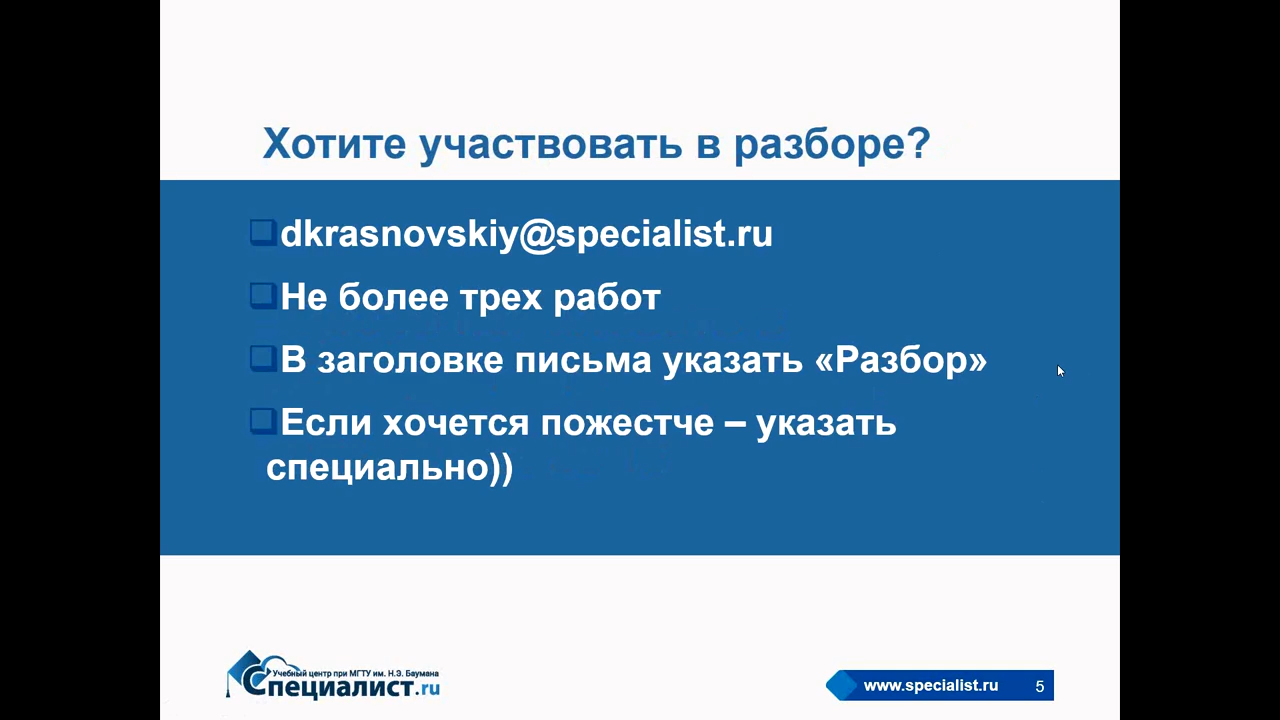 Хотите участвовать в разборе?
dkrasnovskiy@specialist.ru
Не более трех работ
В заголовке письма указать «Разбор»
Если хочется пожестче – указать
специально))
Учебный центр при МГТУ им. Н.Э. Баумана
Специалист.ru
www.specialist.ru
5